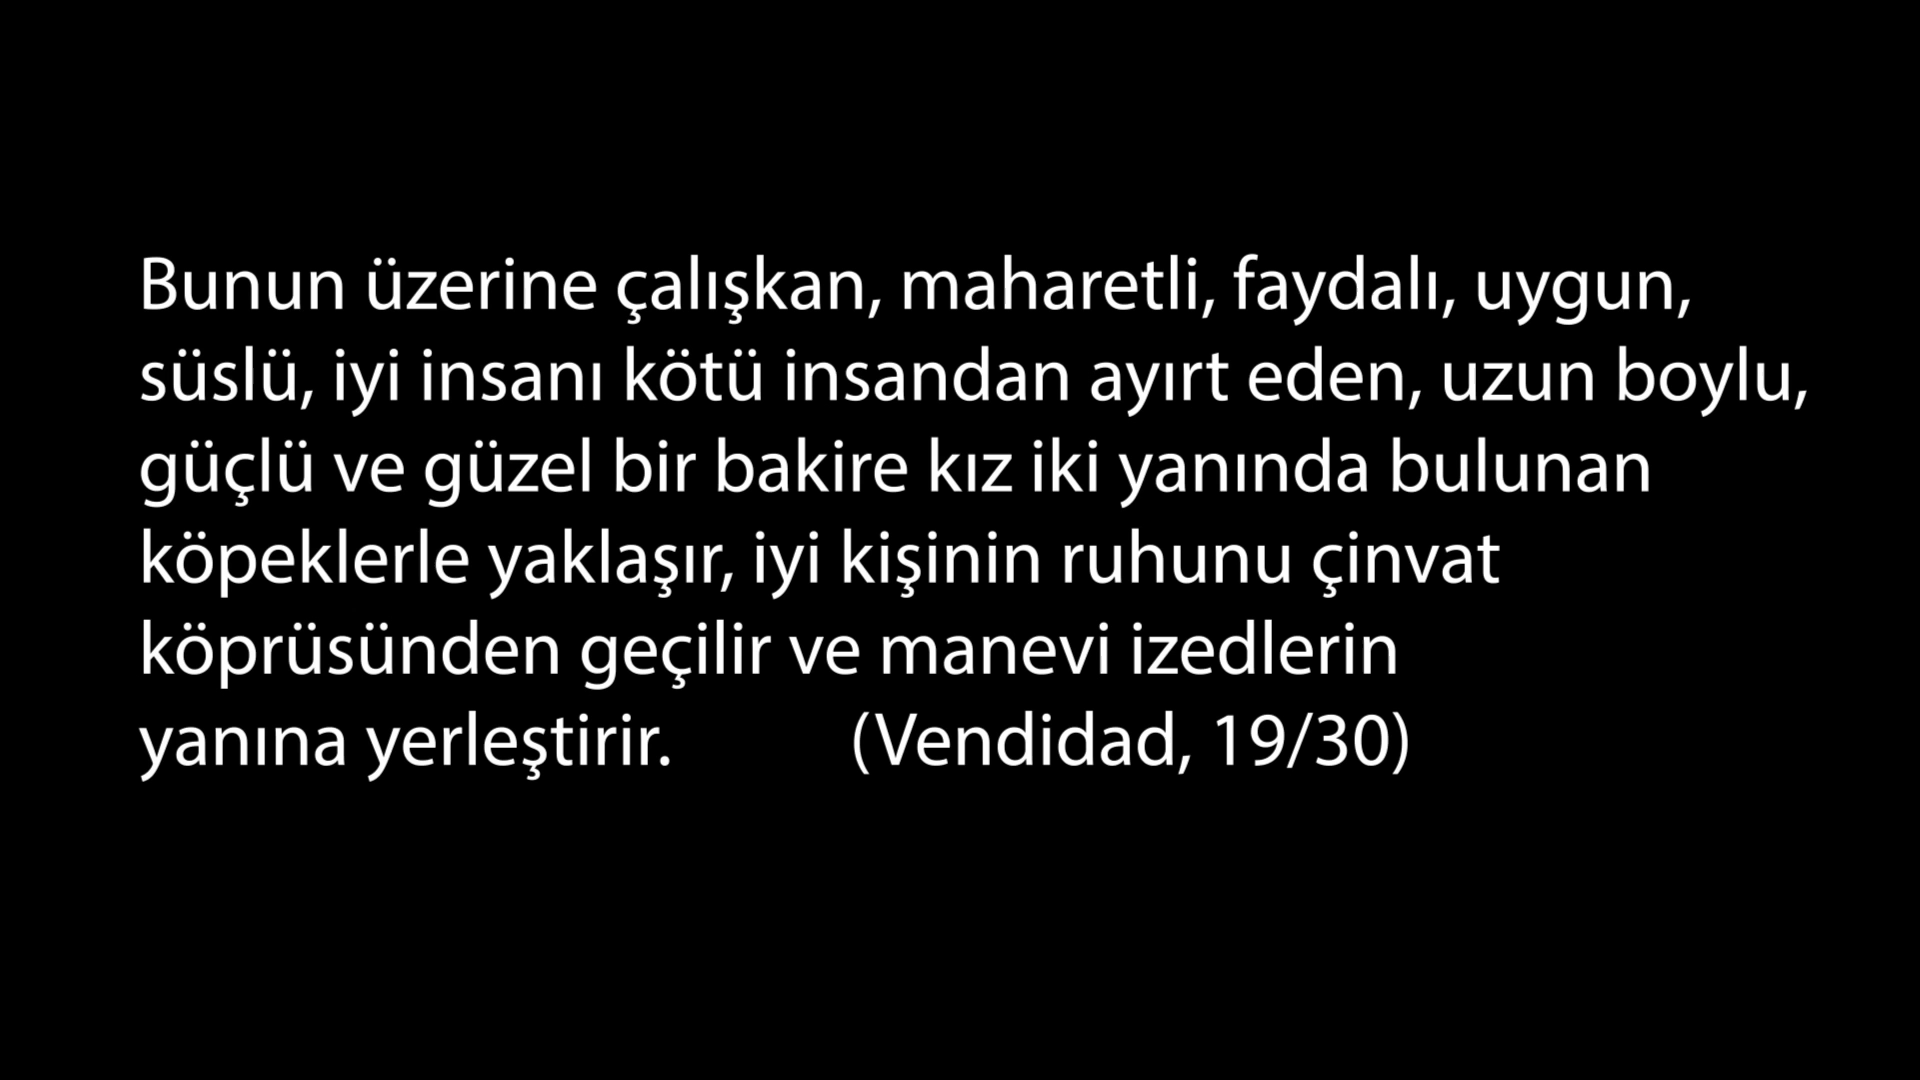 Bunun üzerine çalışkan, maharetli, faydalı, uygun,
süslü, iyi insanı kötü insandan ayırt eden, uzun boylu,
güçlü ve güzel bir bakire kız iki yanında bulunan
köpeklerle yaklaşır, iyi kişinin ruhunu çinvat
köprüsünden geçilir ve manevi izedlerin
yanına yerleştirir. (Vendidad, 19/30)